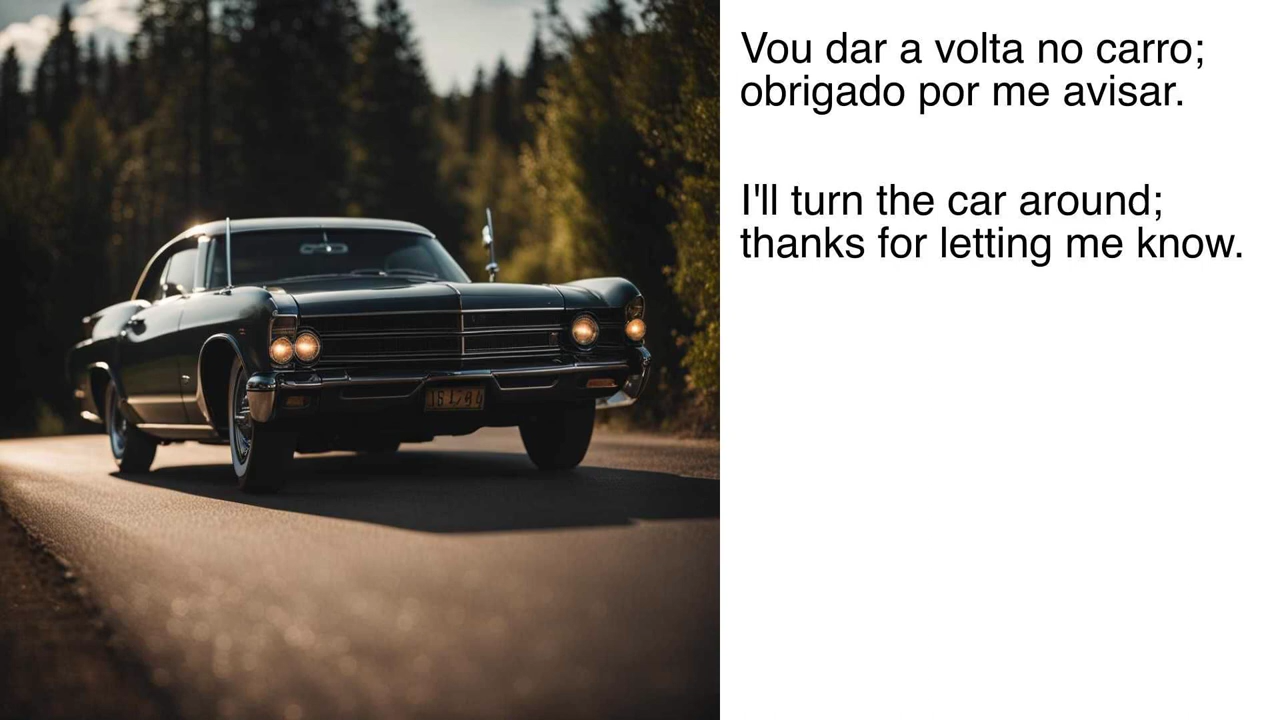 Vou dar a volta no carro;
obrigado por me avisar.
I'll turn the car around;
thanks for letting me know.